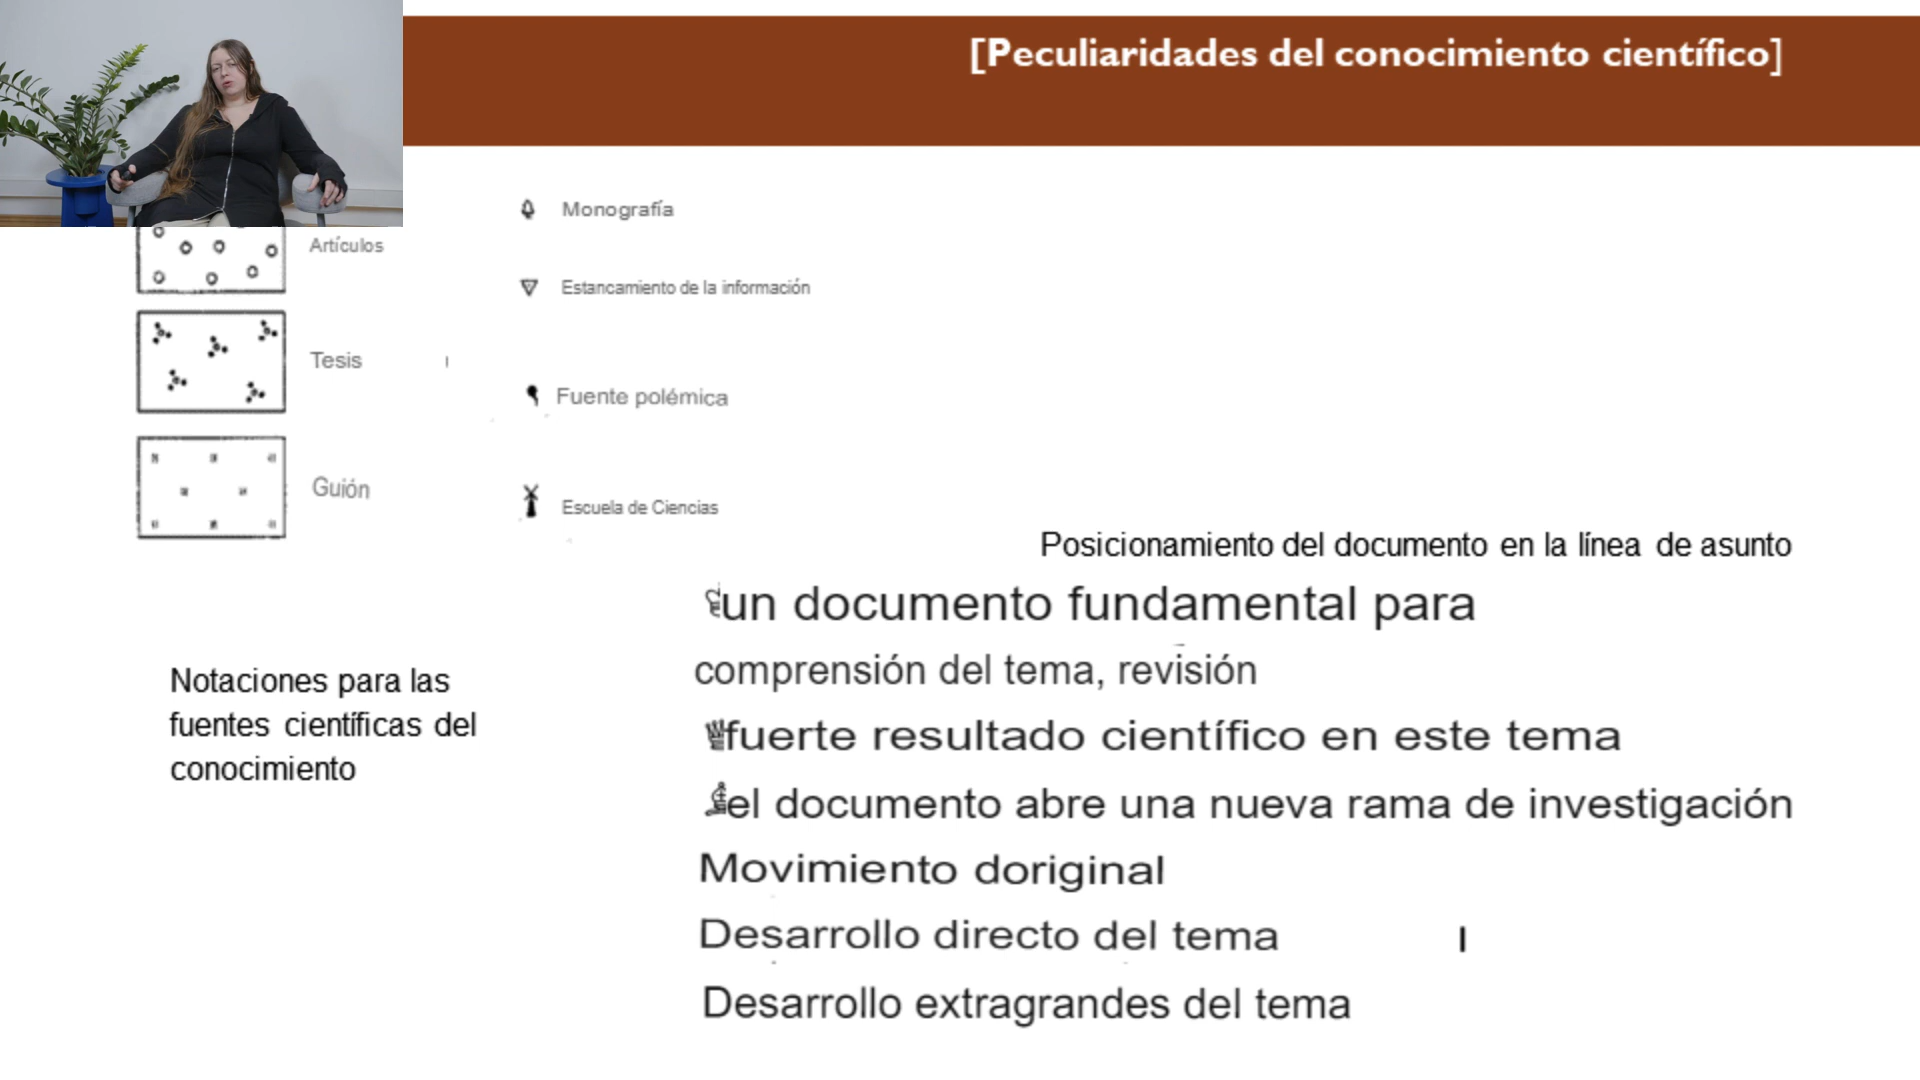 [Peculiaridades del conocimiento científico]
Artículos
Tesis
Guión
Monografía
Estancamiento de la información
Fuente polémica
Escuela de Ciencias
Notaciones para las
fuentes científicas del
conocimiento
Posicionamiento del documento en la línea de asunto
un documento fundamental para
comprensión del tema, revisión
fuerte resultado científico en este tema
el documento abre una nueva rama de investigación
Movimiento doriginal
Desarrollo directo del tema
Desarrollo extragrandes del tema